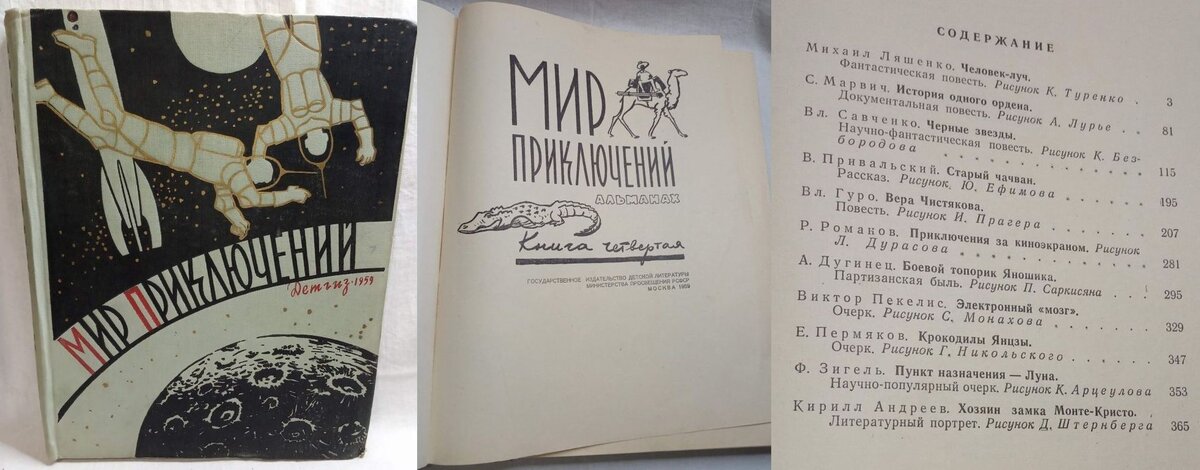 МИР ПРИКЛЮЧЕНИЙ
Детгиз-1959
МИР
ПРИКЛЮЧЕНИЙ
АЛЬМАНАХ
Книга четвертая
ГОСУДАРСТВЕННОЕ ИЗДАТЕЛЬСТВО ДЕТСКОЙ ЛИТЕРАТУРЫ
МИНИСТЕРСТВА ПРОСВЕЩЕНИЯ РСФСР
МОСКВА 1959
СОДЕРЖАНИЕ
Михаил Ляшенко. Человек-луч.
Фантастическая повесть. Рисунок К. Туренко . 3
С. Марвич. История одного ордена.
Документальная повесть. Рисунок А. Лурье . . 81
Вл. Савченко. Черные звезды.
Научно-фантастическая повесть. Рисунок К. Без-
бородова . . . . . . . . . . . . . 115
В. Привальский. Старый чачван.
Рассказ. Рисунок Ю. Ефимова . . . . . . 195
Вл. Гуро. Вера Чистякова.
Повесть. Рисунок И. Прагера . . . . . . 207
Р. Романов. Приключения за киноэкраном. Рисунок
Л. Дурасова . . . . . . . . . . . 281
А. Дугинец. Боевой топорик Яношика.
Партизанская быль. Рисунок П. Саркисяна . . . 295
Виктор Пекелис. Электронный «мозг».
Очерк. Рисунок С. Монахова . . . . . . 329
Е. Пермяков. Крокодилы Янцзы.
Очерк. Рисунок Г. Никольского . . . . . . 347
Ф. Зигель. Пункт назначения — Луна.
Научно-популярный очерк. Рисунок К. Арцеулова 353
Кирилл Андреев. Хозяин замка Монте-Кристо.
Литературный портрет. Рисунок Д. Штернберга 365